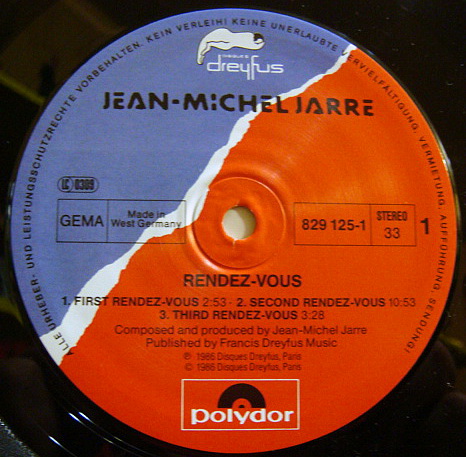 ALLE URHEBER- UND LEISTUNGSSCHUTZRECHTE VORBEHALTEN. KEIN VERLEIH! KEINE UNERLAUBTE VERVIELFÄLTIGUNG, VERMIETUNG, AUFFÜHRUNG, SENDUNG!
DISQUES
dreyfus
JEAN-MICHEL JARRE
LC 0309
GEMA
Made in
West Germany
829 125-1
STEREO
33
1
RENDEZ-VOUS
1. FIRST RENDEZ-VOUS 2:53 · 2. SECOND RENDEZ-VOUS 10:53
3. THIRD RENDEZ-VOUS 3:28
Composed and produced by Jean-Michel Jarre
Published by Francis Dreyfus Music
℗ 1986 Disques Dreyfus, Paris
© 1986 Disques Dreyfus, Paris
polydor